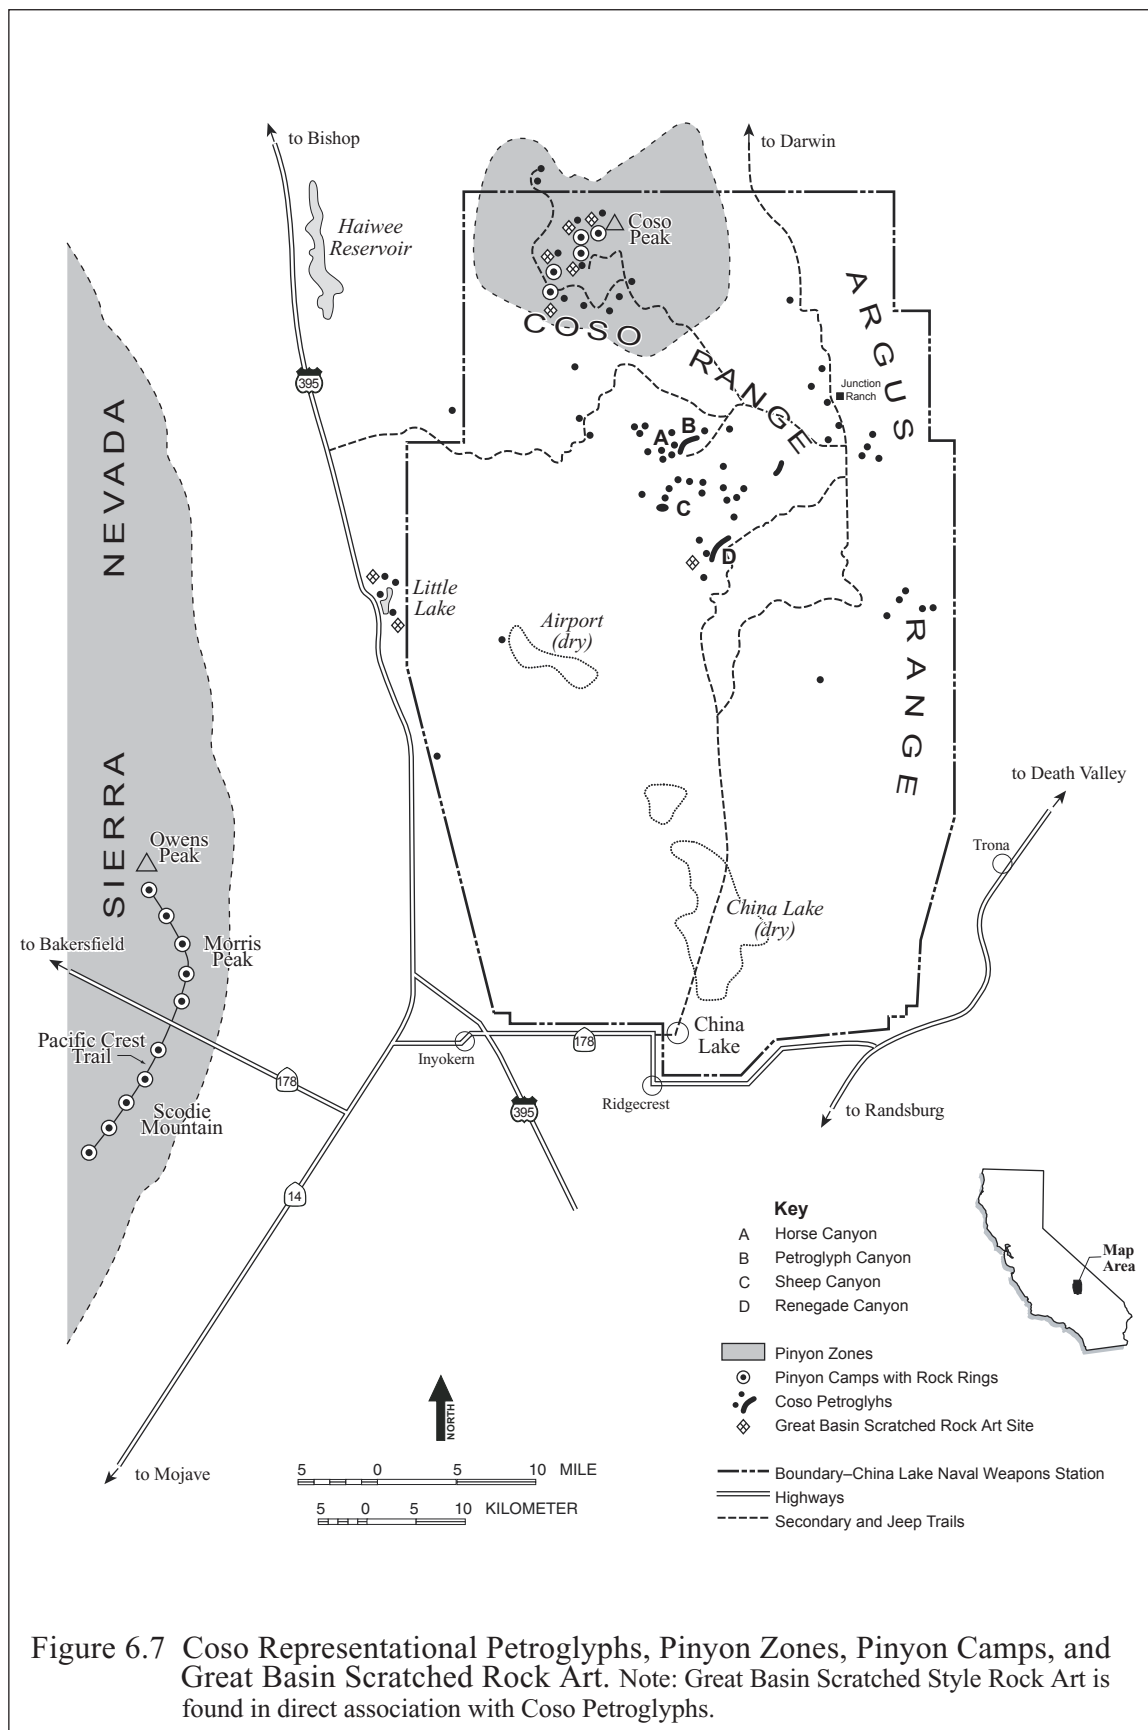 to Bishop
to Darwin
Haiwee
Reservoir
Coso
Peak
COSO
RANGE
ARGUS
RANGE
Junction
Ranch
395
NEVADA
SIERRA
A
B
C
D
Little
Lake
Airport
(dry)
to Death Valley
Trona
Owens
Peak
to Bakersfield
Morris
Peak
China Lake
(dry)
Pacific Crest
Trail
China
Lake
Inyokern
178
178
Ridgecrest
395
to Randsburg
Scodie
Mountain
14
to Mojave
Key
A Horse Canyon
B Petroglyph Canyon
C Sheep Canyon
D Renegade Canyon
Map
Area
Pinyon Zones
Pinyon Camps with Rock Rings
Coso Petroglyhs
Great Basin Scratched Rock Art Site
Boundary–China Lake Naval Weapons Station
Highways
Secondary and Jeep Trails
NORTH
5 0 5 10 MILE
5 0 5 10 KILOMETER
Figure 6.7 Coso Representational Petroglyphs, Pinyon Zones, Pinyon Camps, and
Great Basin Scratched Rock Art. Note: Great Basin Scratched Style Rock Art is
found in direct association with Coso Petroglyphs.